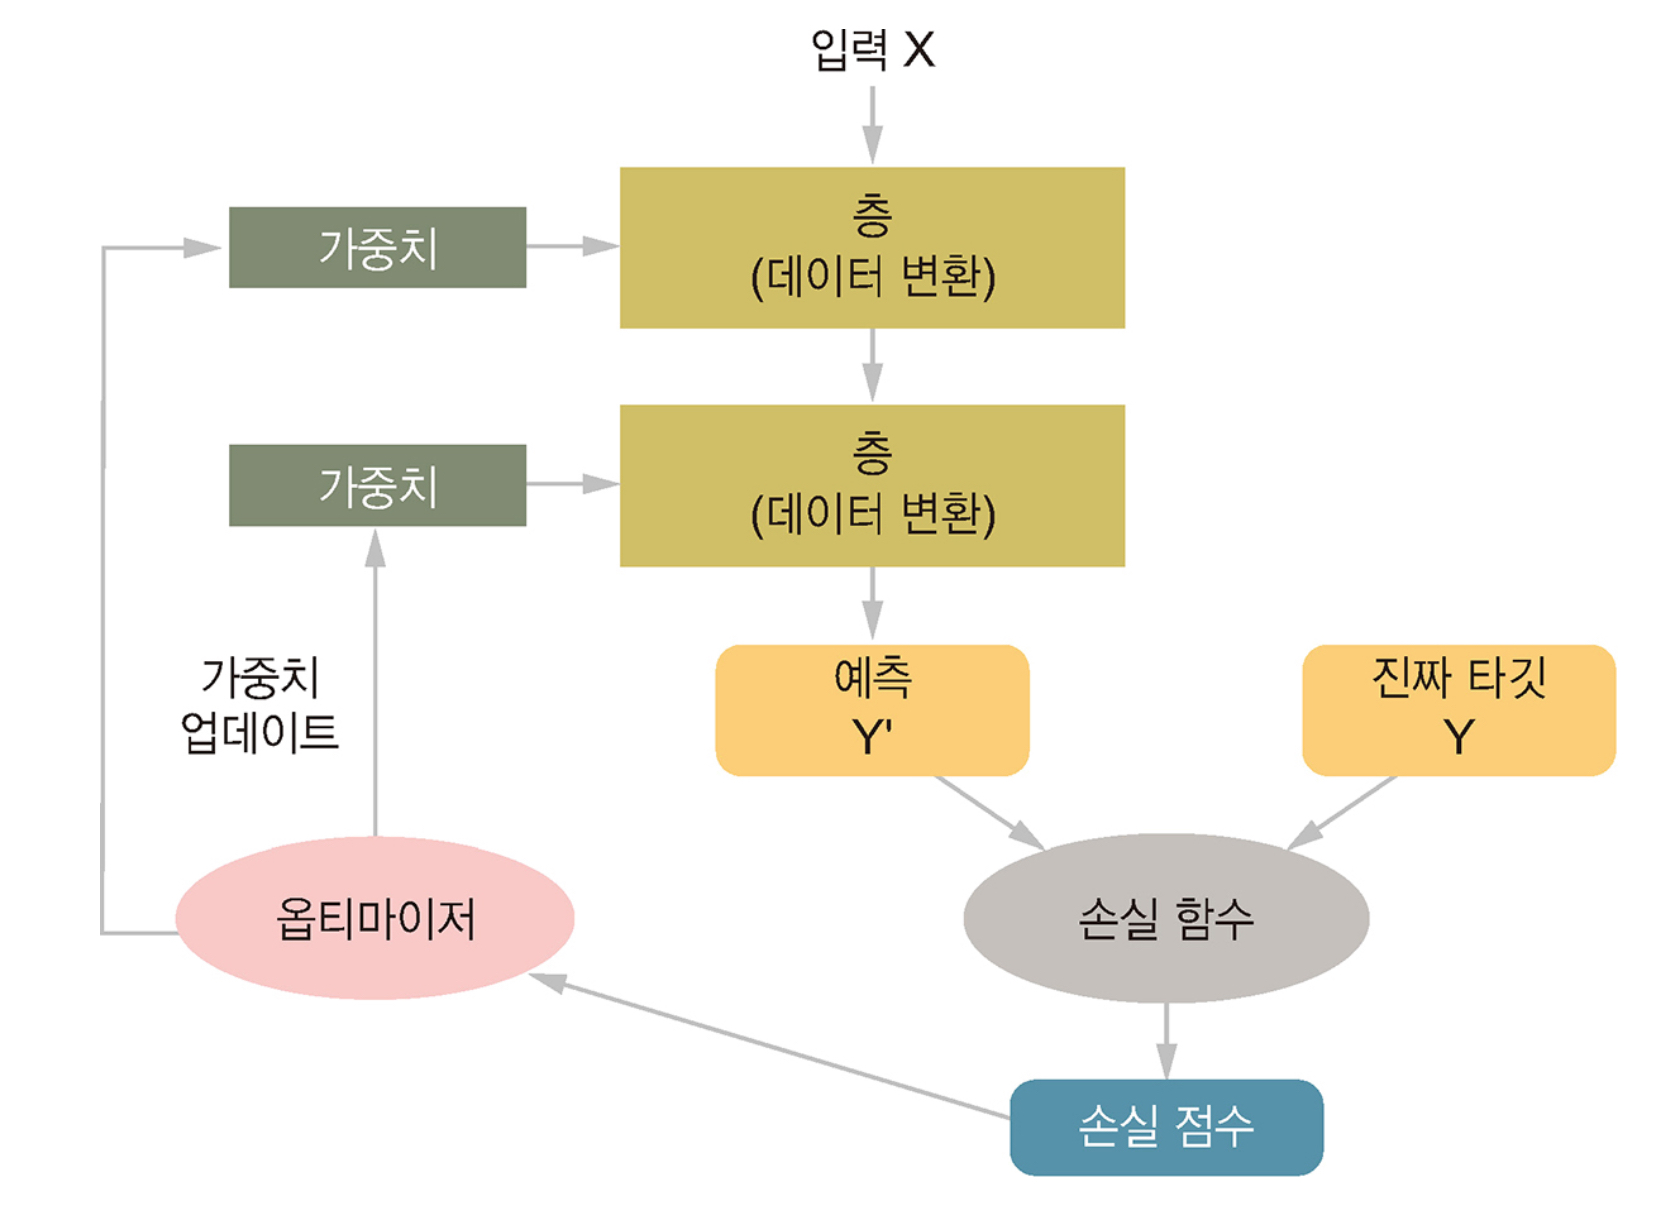 입력 X
가중치
층
(데이터 변환)
가중치
층
(데이터 변환)
가중치
업데이트
예측
Y'
진짜 타깃
Y
옵티마이저
손실 함수
손실 점수